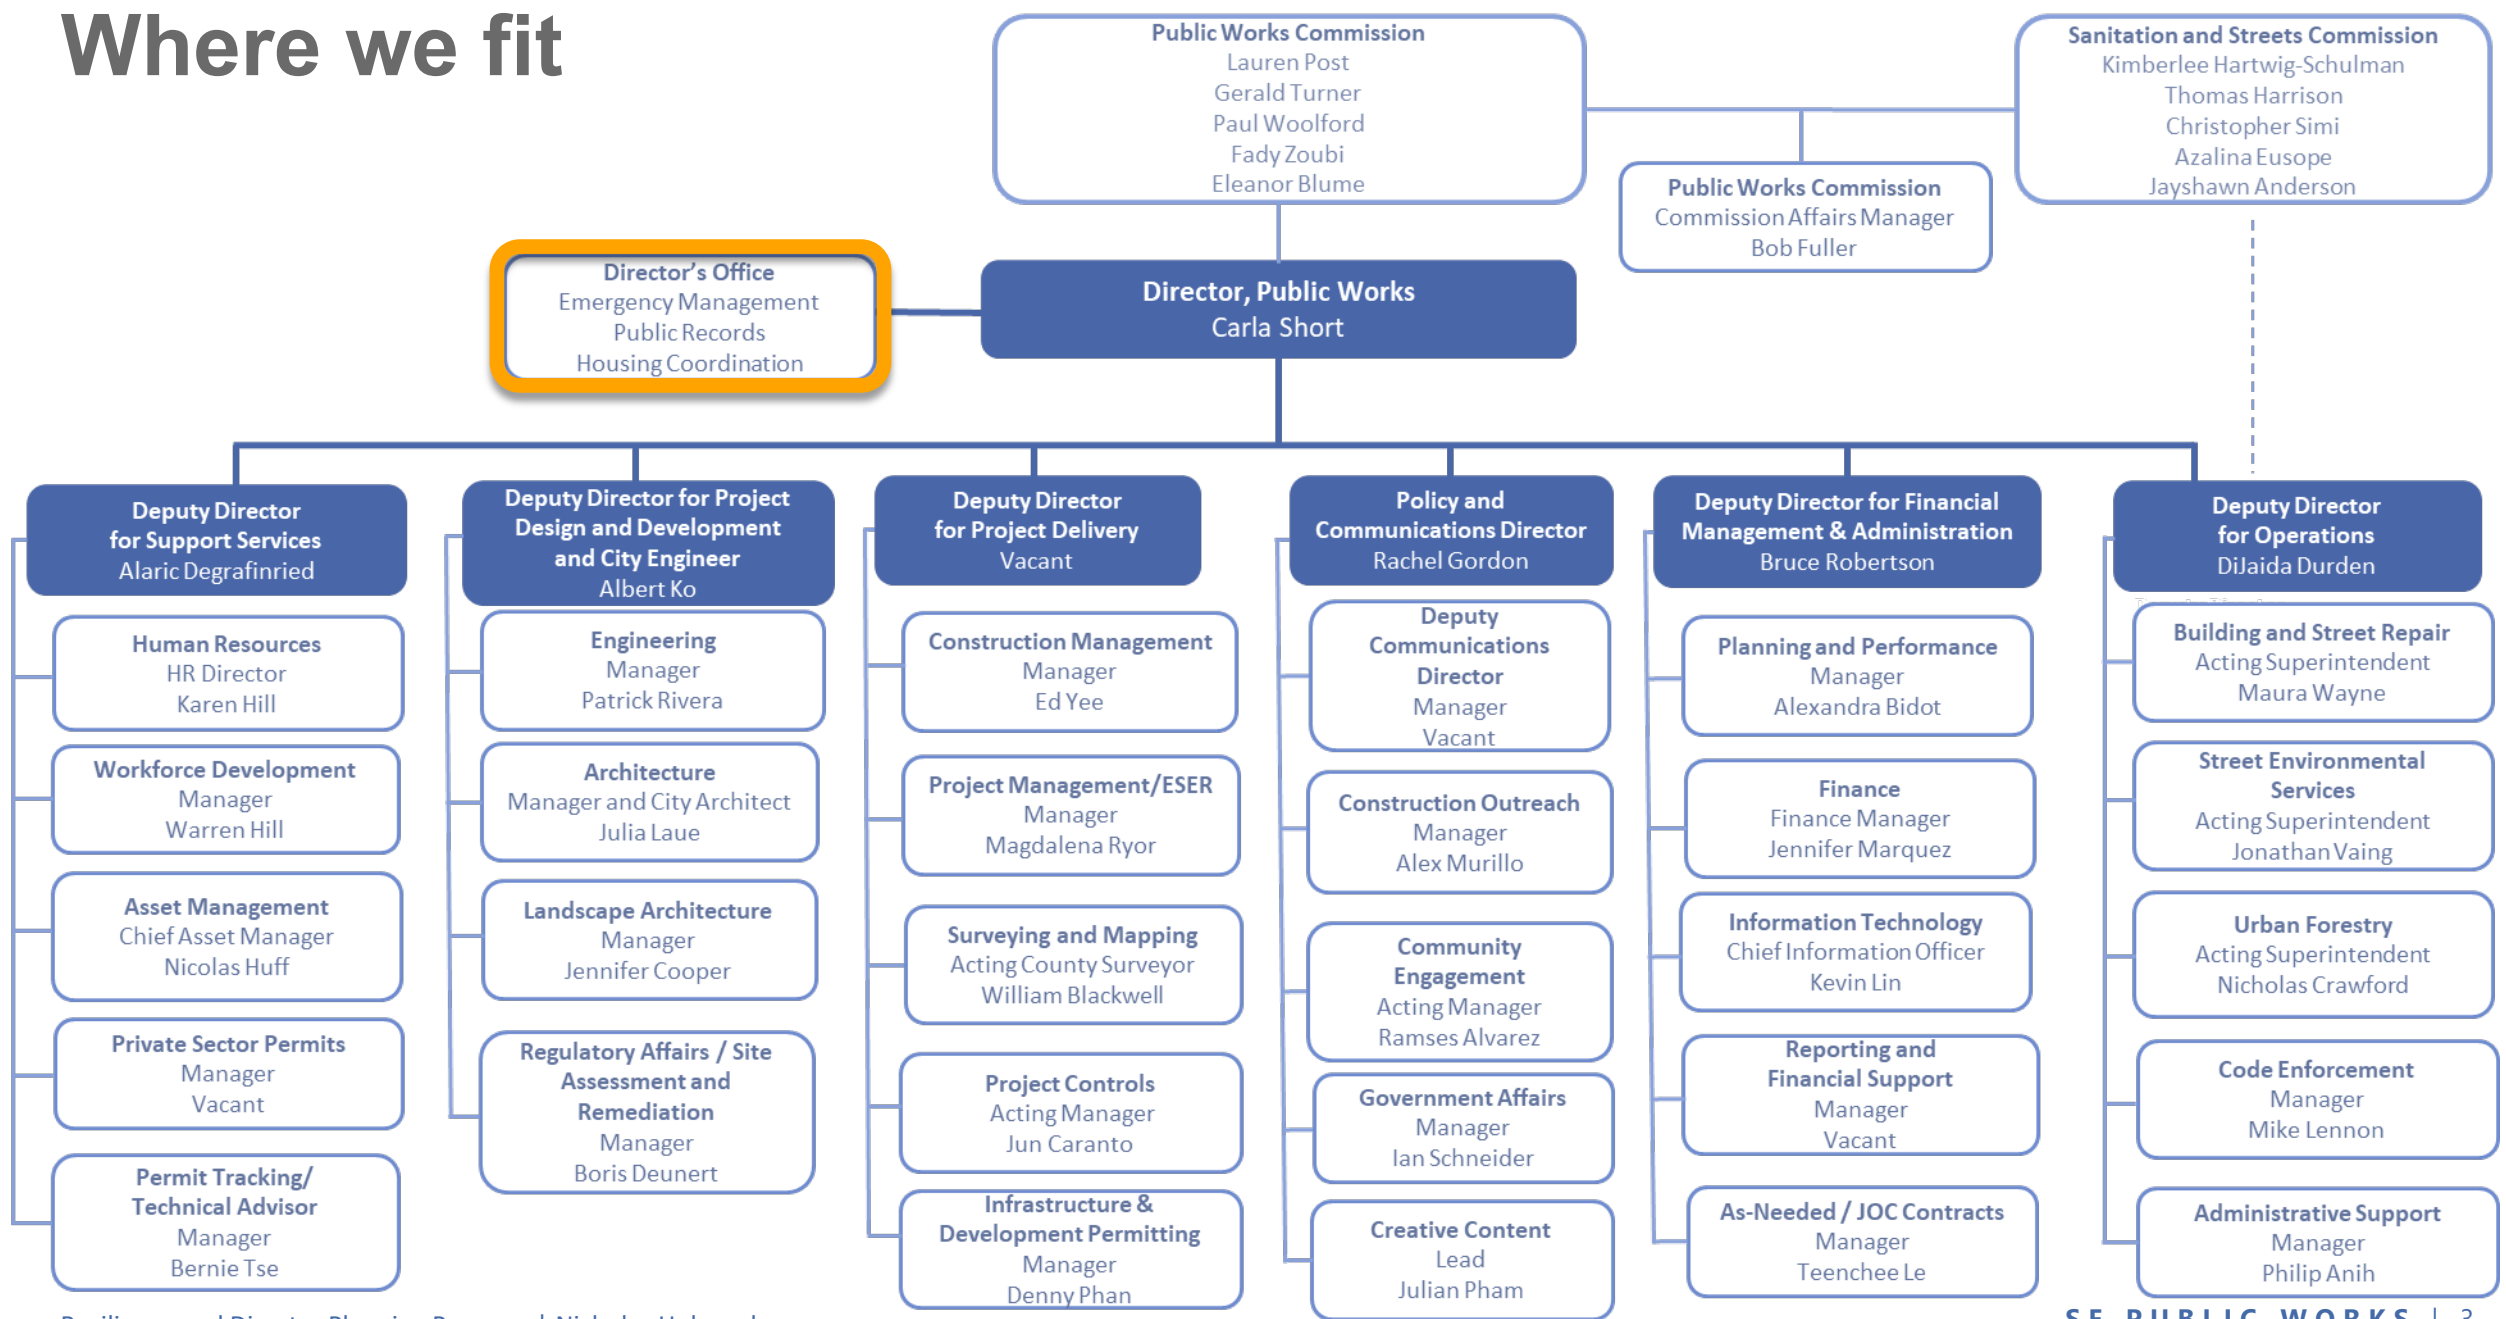 Where we fit
Public Works Commission
Lauren Post
Gerald Turner
Paul Woolford
Fady Zoubi
Eleanor Blume
Sanitation and Streets Commission
Kimberlee Hartwig-Schulman
Thomas Harrison
Christopher Simi
Azalina Eusope
Jayshawn Anderson
Public Works Commission
Commission Affairs Manager
Bob Fuller
Director's Office
Emergency Management
Public Records
Housing Coordination
Director, Public Works
Carla Short
Deputy Director
for Support Services
Alaric Degrafinried
Human Resources
HR Director
Karen Hill
Workforce Development
Manager
Warren Hill
Asset Management
Chief Asset Manager
Nicolas Huff
Private Sector Permits
Manager
Vacant
Permit Tracking/
Technical Advisor
Manager
Bernie Tse
Deputy Director for Project
Design and Development
and City Engineer
Albert Ko
Engineering
Manager
Patrick Rivera
Architecture
Manager and City Architect
Julia Laue
Landscape Architecture
Manager
Jennifer Cooper
Regulatory Affairs / Site
Assessment and
Remediation
Manager
Boris Deunert
Deputy Director
for Project Delivery
Vacant
Construction Management
Manager
Ed Yee
Project Management/ESER
Manager
Magdalena Ryor
Surveying and Mapping
Acting County Surveyor
William Blackwell
Project Controls
Acting Manager
Jun Caranto
Infrastructure &
Development Permitting
Manager
Denny Phan
Policy and
Communications Director
Rachel Gordon
Deputy
Communications
Director
Manager
Vacant
Construction Outreach
Manager
Alex Murillo
Community
Engagement
Acting Manager
Ramses Alvarez
Government Affairs
Manager
Ian Schneider
Creative Content
Lead
Julian Pham
Deputy Director for Financial
Management & Administration
Bruce Robertson
Planning and Performance
Manager
Alexandra Bidot
Finance
Finance Manager
Jennifer Marquez
Information Technology
Chief Information Officer
Kevin Lin
Reporting and
Financial Support
Manager
Vacant
As-Needed / JOC Contracts
Manager
Teenchee Le
Deputy Director
for Operations
DiJaida Durden
Building and Street Repair
Acting Superintendent
Maura Wayne
Street Environmental
Services
Acting Superintendent
Jonathan Vaing
Urban Forestry
Acting Superintendent
Nicholas Crawford
Code Enforcement
Manager
Mike Lennon
Administrative Support
Manager
Philip Anih
SF PUBLIC WORKS | 3